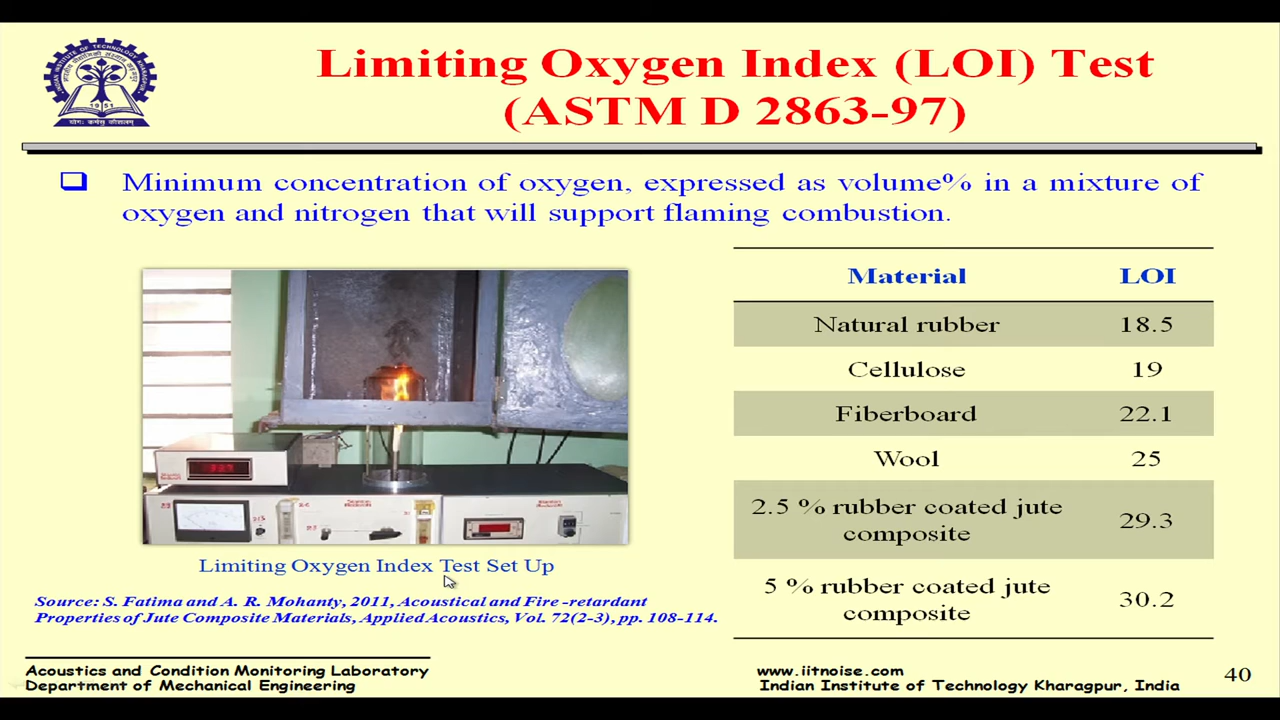 Limiting Oxygen Index (LOI) Test
(ASTM D 2863-97)
Minimum concentration of oxygen, expressed as volume% in a mixture of
oxygen and nitrogen that will support flaming combustion.
Material LOI
Natural rubber 18.5
Cellulose 19
Fiberboard 22.1
Wool 25
2.5 % rubber coated jute
composite 29.3
5 % rubber coated jute
composite 30.2
Limiting Oxygen Index Test Set Up
Source: S. Fatima and A. R. Mohanty, 2011, Acoustical and Fire -retardant
Properties of Jute Composite Materials, Applied Acoustics, Vol. 72(2-3), pp. 108-114.
Acoustics and Condition Monitoring Laboratory
Department of Mechanical Engineering
www.iitnoise.com
Indian Institute of Technology Kharagpur, India
40